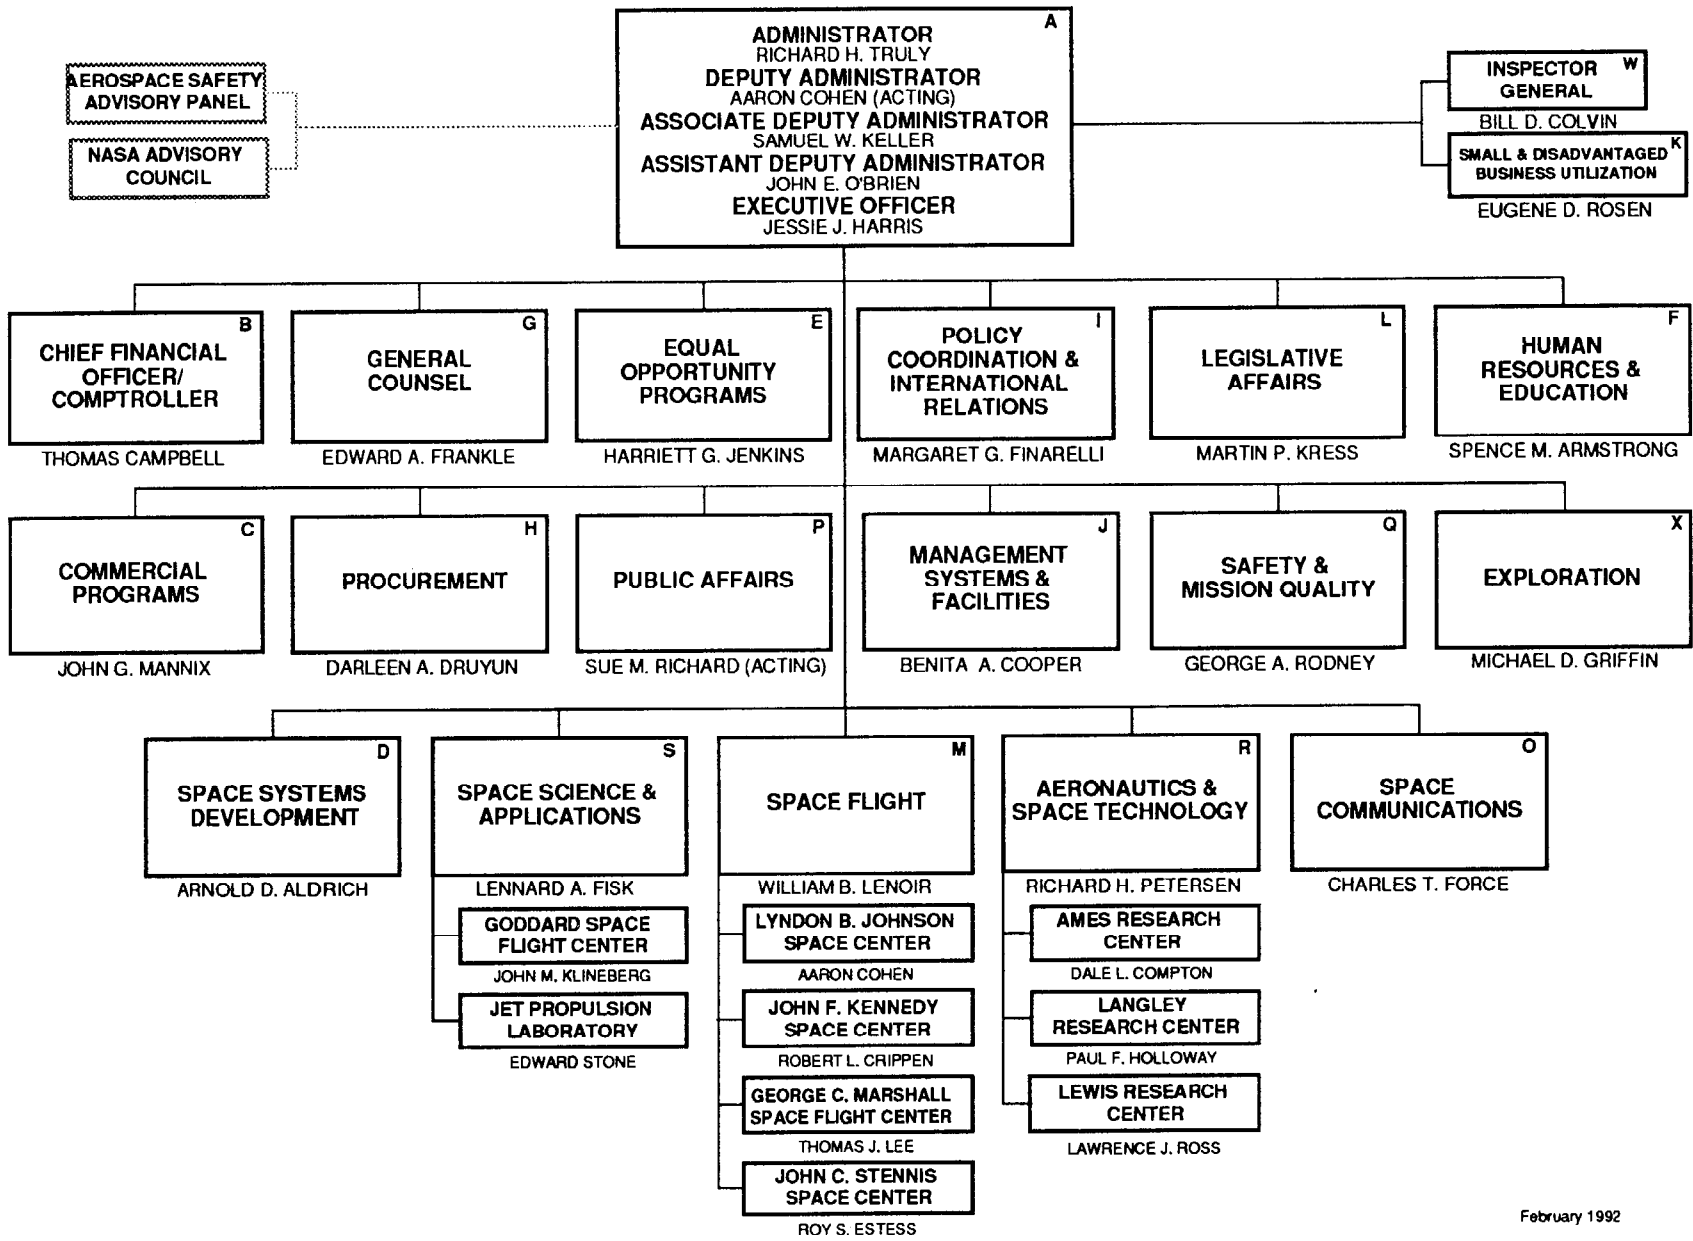 A
ADMINISTRATOR
RICHARD H. TRULY
DEPUTY ADMINISTRATOR
AARON COHEN (ACTING)
ASSOCIATE DEPUTY ADMINISTRATOR
SAMUEL W. KELLER
ASSISTANT DEPUTY ADMINISTRATOR
JOHN E. O'BRIEN
EXECUTIVE OFFICER
JESSIE J. HARRIS
AEROSPACE SAFETY
ADVISORY PANEL
NASA ADVISORY
COUNCIL
INSPECTOR W
GENERAL
BILL D. COLVIN
SMALL & DISADVANTAGED K
BUSINESS UTILIZATION
EUGENE D. ROSEN
B
CHIEF FINANCIAL
OFFICER/
COMPTROLLER
THOMAS CAMPBELL
G
GENERAL
COUNSEL
EDWARD A. FRANKLE
E
EQUAL
OPPORTUNITY
PROGRAMS
HARRIETT G. JENKINS
I
POLICY
COORDINATION &
INTERNATIONAL
RELATIONS
MARGARET G. FINARELLI
L
LEGISLATIVE
AFFAIRS
MARTIN P. KRESS
F
HUMAN
RESOURCES &
EDUCATION
SPENCE M. ARMSTRONG
C
COMMERCIAL
PROGRAMS
JOHN G. MANNIX
H
PROCUREMENT
DARLEEN A. DRUYUN
P
PUBLIC AFFAIRS
SUE M. RICHARD (ACTING)
J
MANAGEMENT
SYSTEMS &
FACILITIES
BENITA A. COOPER
Q
SAFETY &
MISSION QUALITY
GEORGE A. RODNEY
X
EXPLORATION
MICHAEL D. GRIFFIN
D
SPACE SYSTEMS
DEVELOPMENT
ARNOLD D. ALDRICH
S
SPACE SCIENCE &
APPLICATIONS
LENNARD A. FISK
GODDARD SPACE
FLIGHT CENTER
JOHN M. KLINEBERG
JET PROPULSION
LABORATORY
EDWARD STONE
M
SPACE FLIGHT
WILLIAM B. LENOIR
LYNDON B. JOHNSON
SPACE CENTER
AARON COHEN
JOHN F. KENNEDY
SPACE CENTER
ROBERT L. CRIPPEN
GEORGE C. MARSHALL
SPACE FLIGHT CENTER
THOMAS J. LEE
JOHN C. STENNIS
SPACE CENTER
ROY S. ESTESS
R
AERONAUTICS &
SPACE TECHNOLOGY
RICHARD H. PETERSEN
AMES RESEARCH
CENTER
DALE L. COMPTON
LANGLEY
RESEARCH CENTER
PAUL F. HOLLOWAY
LEWIS RESEARCH
CENTER
LAWRENCE J. ROSS
O
SPACE
COMMUNICATIONS
CHARLES T. FORCE
February 1992